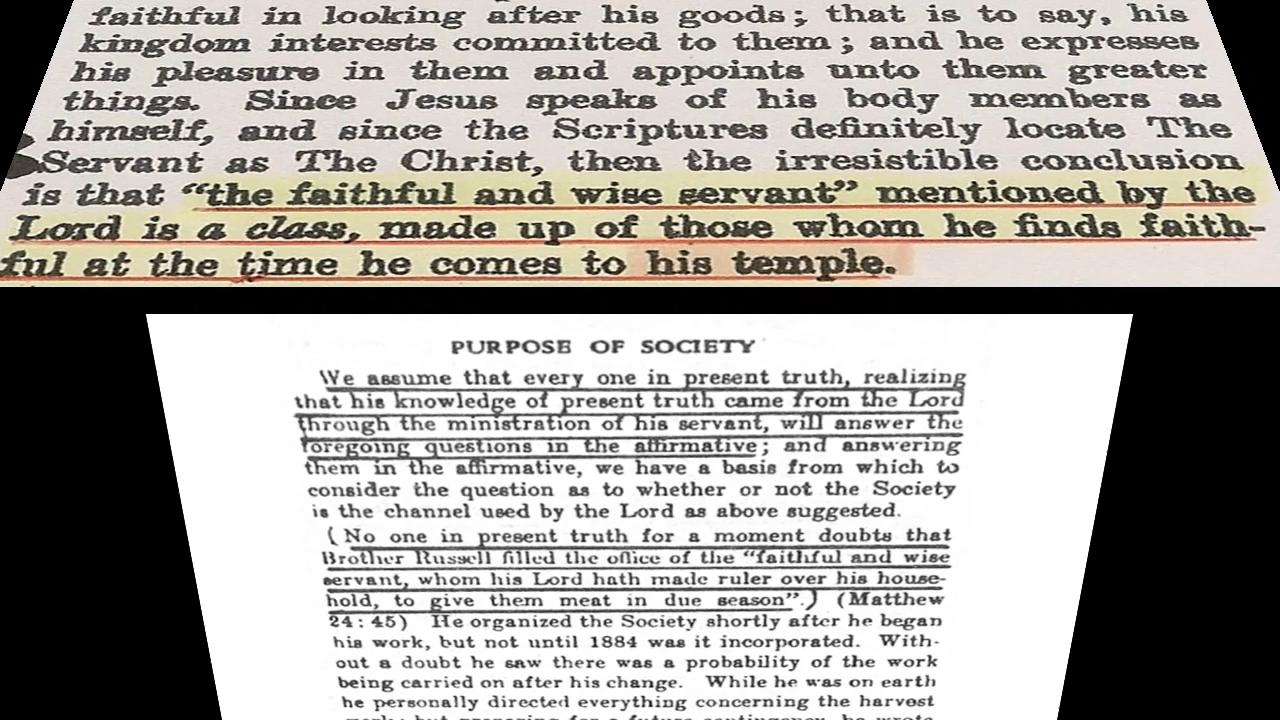 faithful in looking after his goods; that is to say, his
kingdom interests committed to them; and he expresses
his pleasure in them and appoints unto them greater
things. Since Jesus speaks of his body members as
himself, and since the Scriptures definitely locate The
Servant as The Christ, then the irresistible conclusion
is that “the faithful and wise servant” mentioned by the
Lord is a class, made up of those whom he finds faith-
ful at the time he comes to his temple.
PURPOSE OF SOCIETY
We assume that every one in present truth, realizing
that his knowledge of present truth came from the Lord
through the ministration of his servant, will answer the
foregoing questions in the affirmative; and answering
them in the affirmative, we have a basis from which to
consider the question as to whether or not the Society
is the channel used by the Lord as above suggested.
(No one in present truth for a moment doubts that
Brother Russell filled the office of the “faithful and wise
servant, whom his Lord hath made ruler over his house-
hold, to give them meat in due season”.) (Matthew
24:45) He organized the Society shortly after he began
his work, but not until 1884 was it incorporated. With-
out a doubt he saw there was a probability of the work
being carried on after his change. While he was on earth
he personally directed everything concerning the harvest
work; but preparing for a future contingency, he wrote